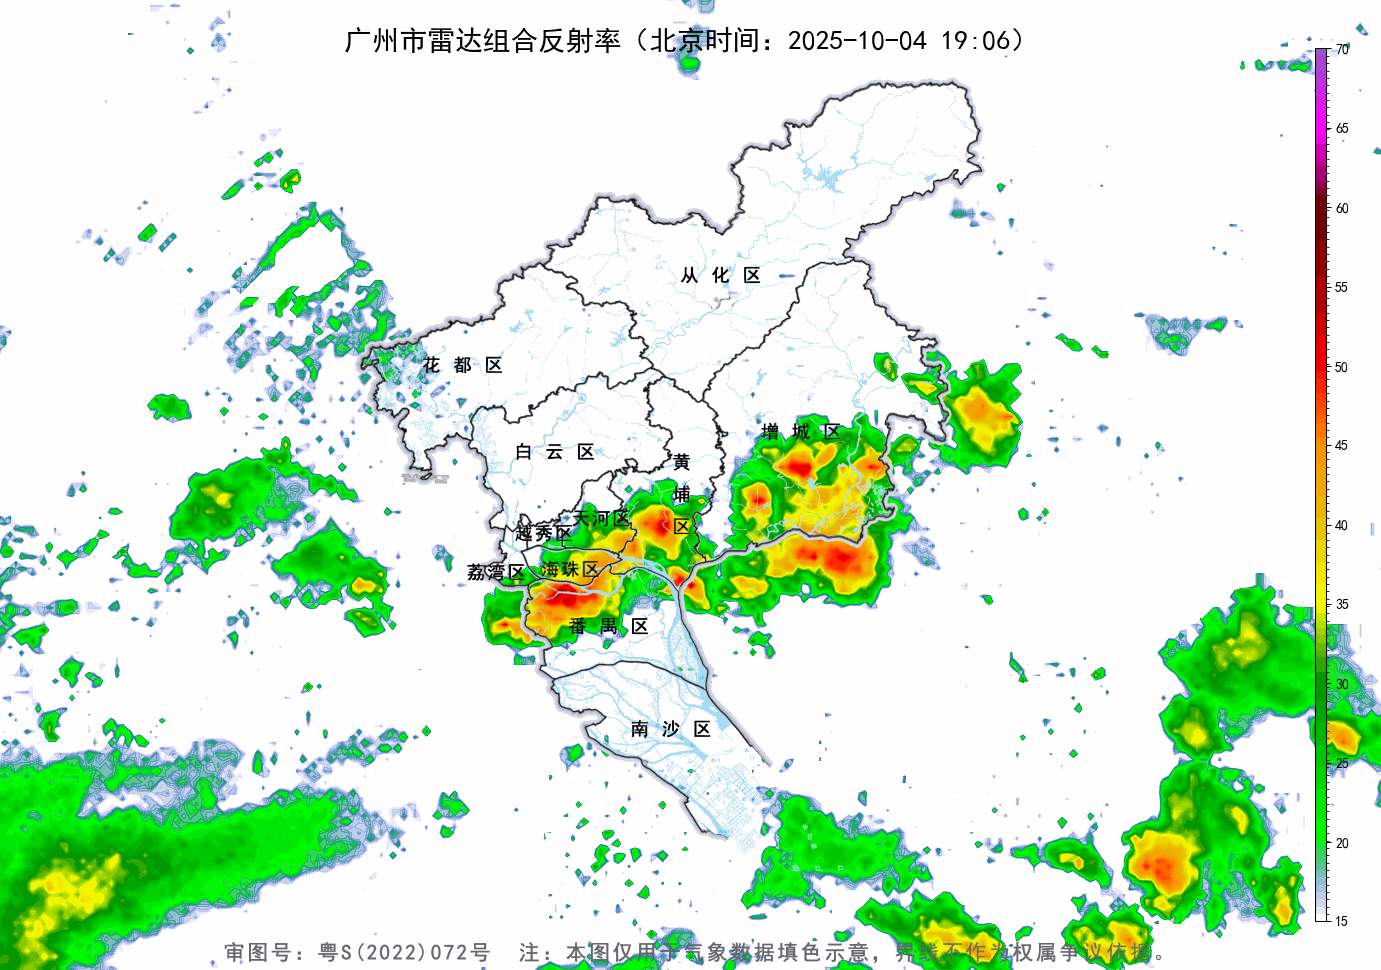 广州市雷达组合反射率（北京时间：2025-10-04 19:06）
70
65
60
55
50
45
40
35
30
25
20
15
从化区
花都区
增城区
白云区
黄埔区
天河区
越秀区
海珠区
荔湾区
番禺区
南沙区
审图号：粤S(2022)072号 注：本图仅用于气象数据填色示意，界线不作为权属争议依据。